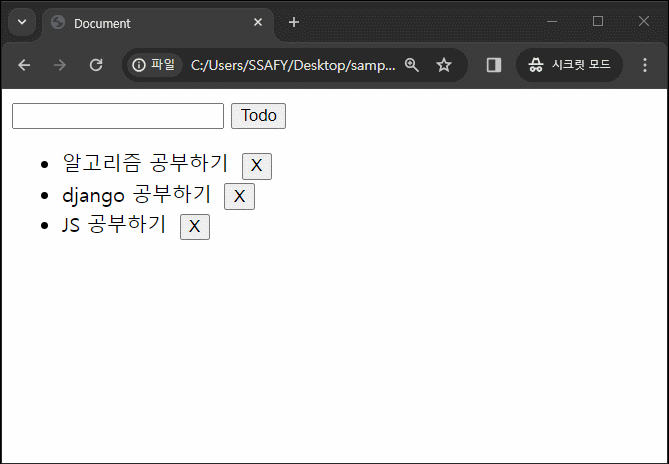 Document
파일 C:/Users/SSAFY/Desktop/samp... 시크릿 모드
Todo
알고리즘 공부하기 X
django 공부하기 X
JS 공부하기 X